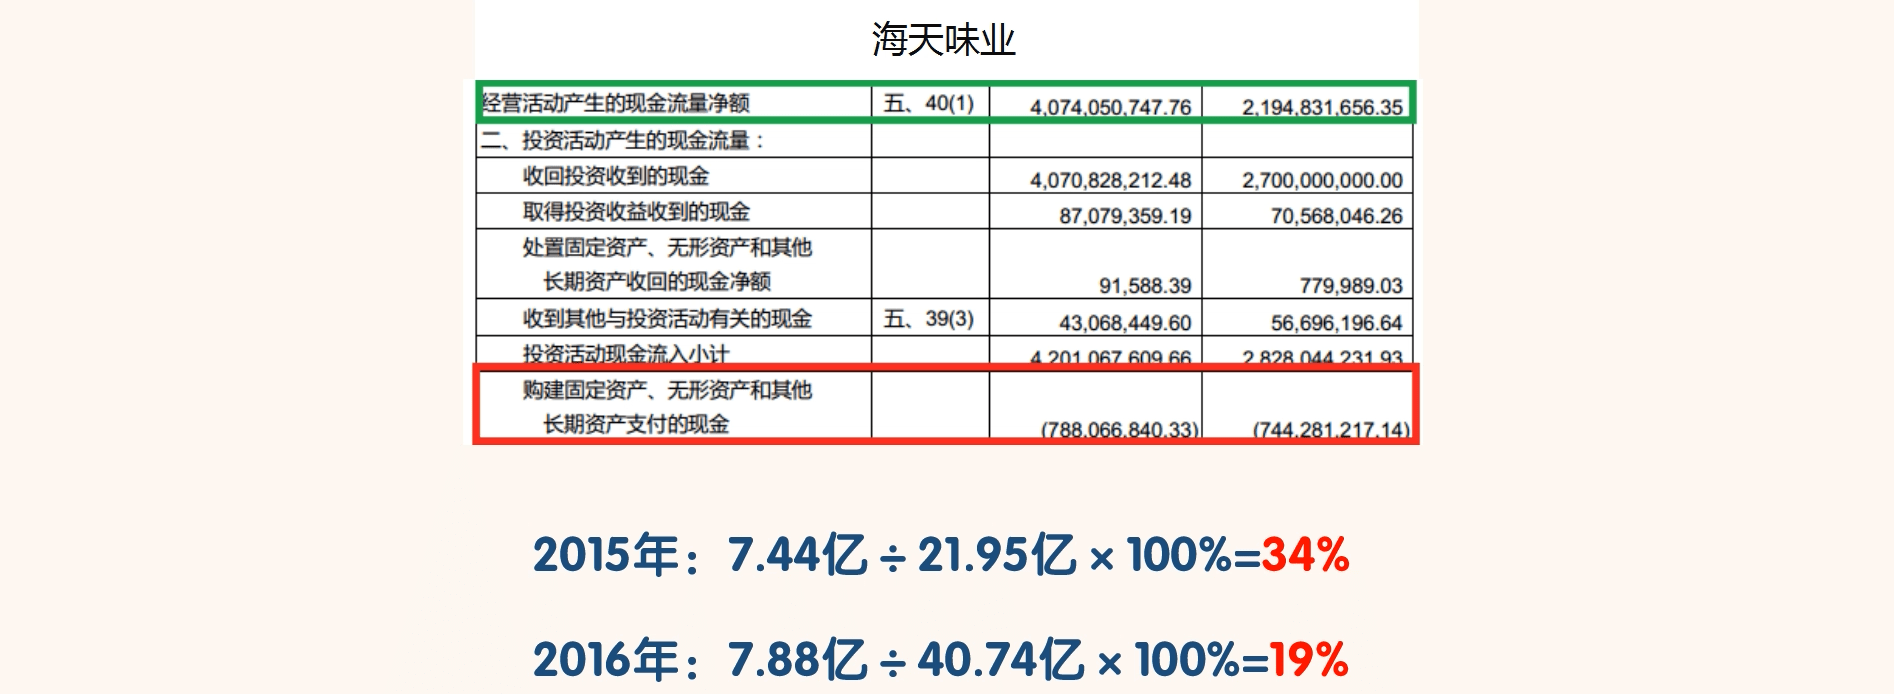 海天味业
经营活动产生的现金流量净额 五、40(1) 4,074,050,747.76 2,194,831,656.35
二、投资活动产生的现金流量：
收回投资收到的现金 4,070,828,212.48 2,700,000,000.00
取得投资收益收到的现金 87,079,359.19 70,568,046.26
处置固定资产、无形资产和其他
长期资产收回的现金净额 91,588.39 779,989.03
收到其他与投资活动有关的现金 五、39(3) 43,068,449.60 56,696,196.64
投资活动现金流入小计 4,201,067,609.66 2,828,044,231.93
购建固定资产、无形资产和其他
长期资产支付的现金 (788,066,840.33) (744,281,217.14)
2015年：7.44亿÷21.95亿×100%=34%
2016年：7.88亿÷40.74亿×100%=19%